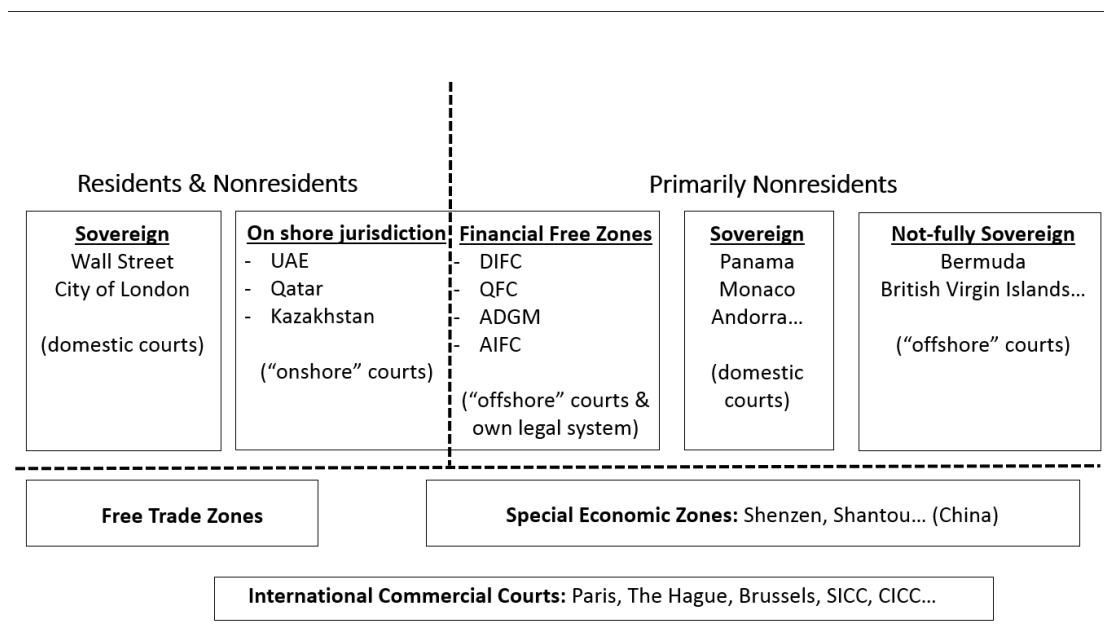 Residents & Nonresidents
Primarily Nonresidents
Sovereign
Wall Street
City of London
(domestic courts)
On shore jurisdiction
- UAE
- Qatar
- Kazakhstan
(“onshore” courts)
Financial Free Zones
- DIFC
- QFC
- ADGM
- AIFC
(“offshore” courts &
own legal system)
Sovereign
Panama
Monaco
Andorra…
(domestic
courts)
Not-fully Sovereign
Bermuda
British Virgin Islands…
(“offshore” courts)
Free Trade Zones
Special Economic Zones: Shenzen, Shantou… (China)
International Commercial Courts: Paris, The Hague, Brussels, SICC, CICC…